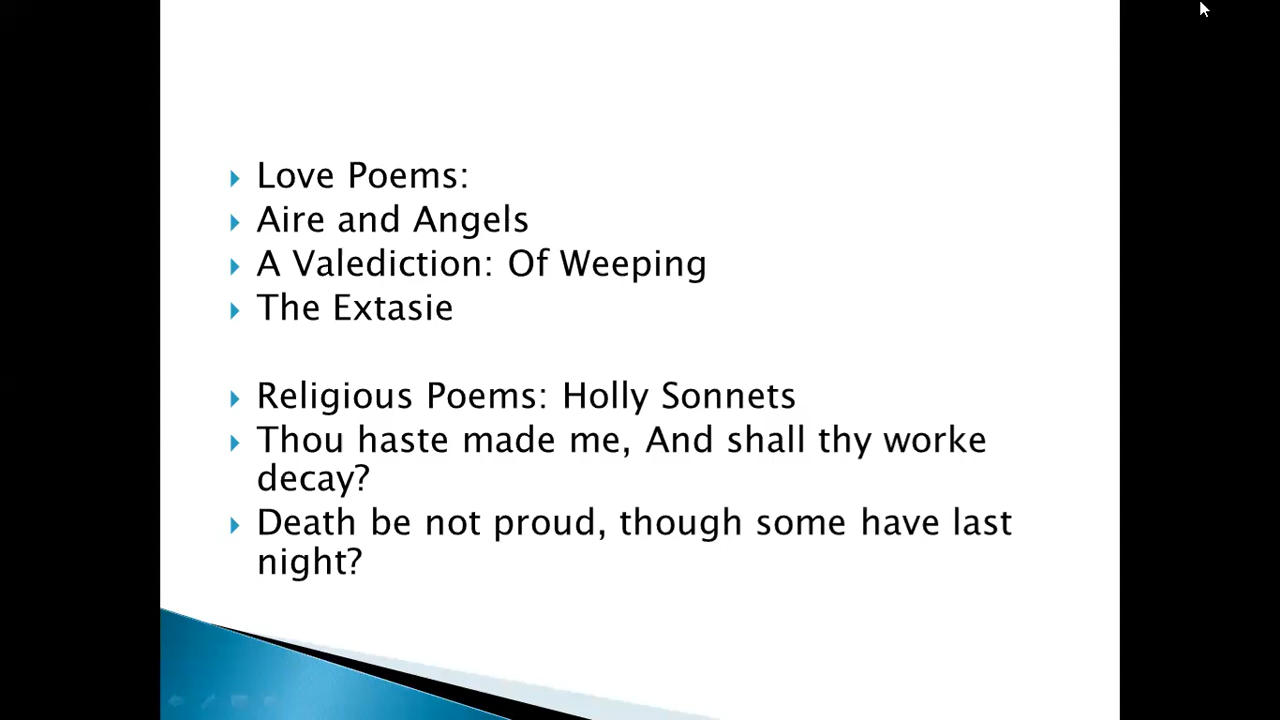 Love Poems:
Aire and Angels
A Valediction: Of Weeping
The Extasie
Religious Poems: Holly Sonnets
Thou haste made me, And shall thy worke
decay?
Death be not proud, though some have last
night?